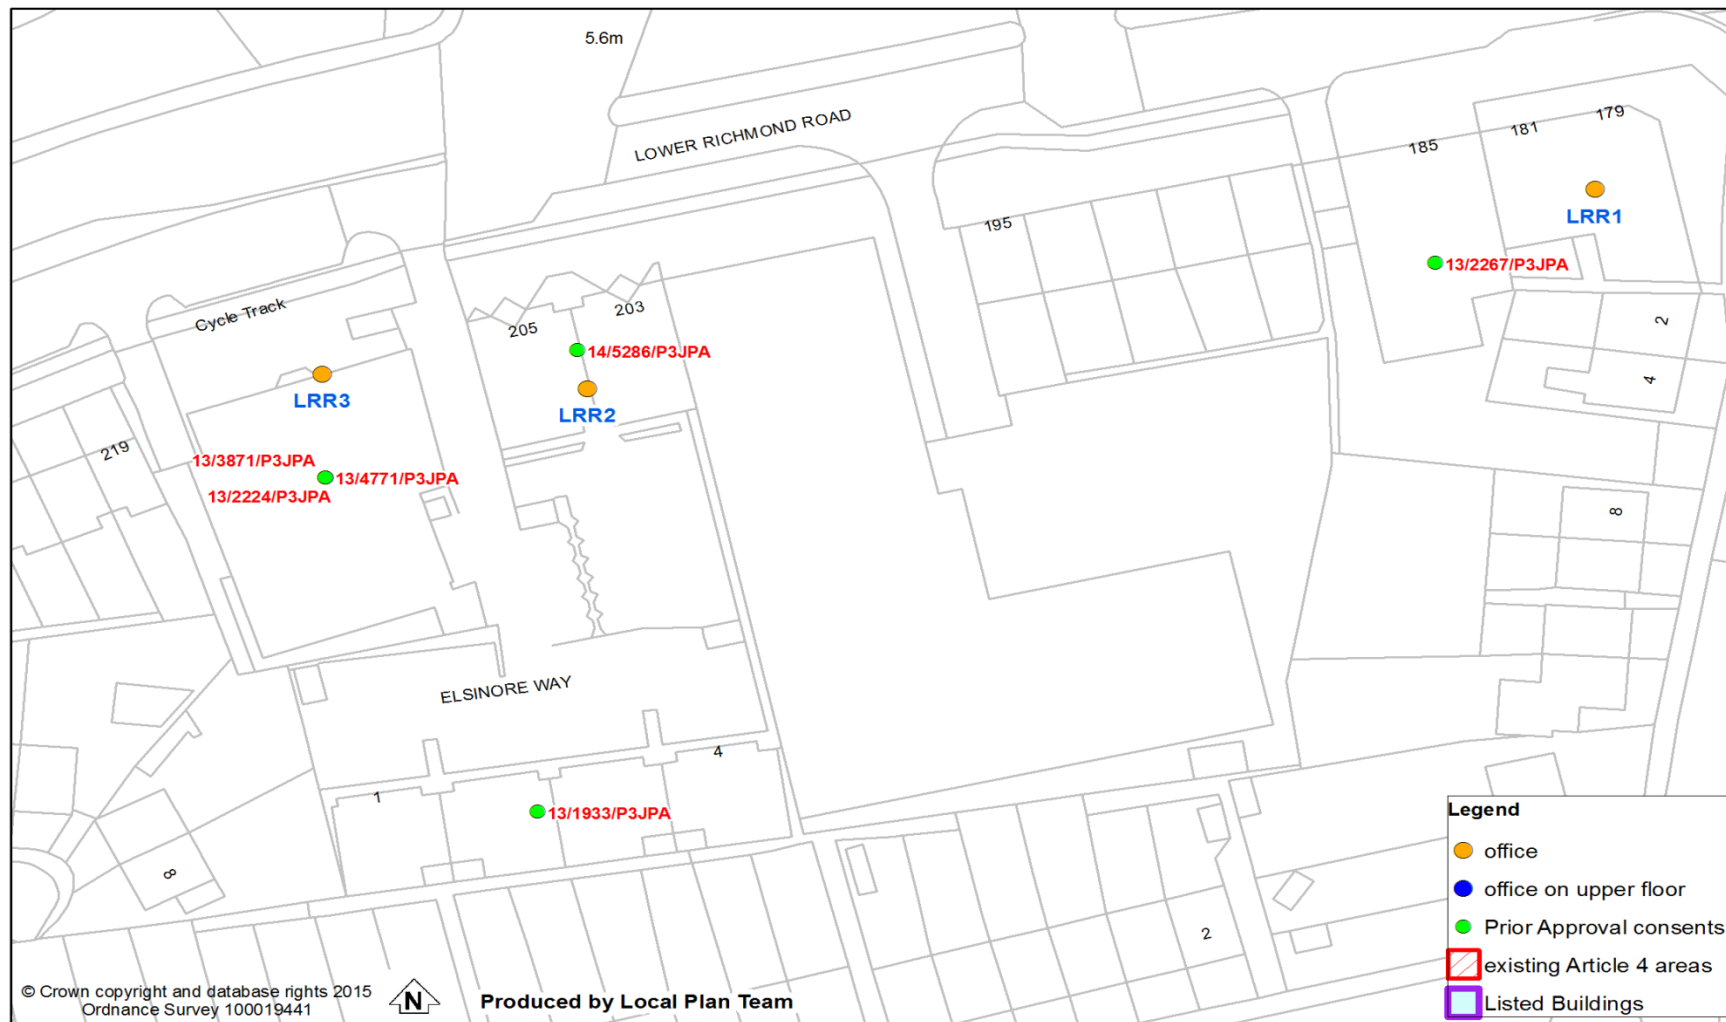 5.6m
LOWER RICHMOND ROAD
179
181
185
LRR1
195
13/2267/P3JPA
Cycle Track
203
205
2
14/5286/P3JPA
LRR3
LRR2
4
219
13/3871/P3JPA
13/4771/P3JPA
13/2224/P3JPA
8
ELSINORE WAY
4
1
13/1933/P3JPA
8
2
Legend
office
office on upper floor
Prior Approval consents
existing Article 4 areas
Listed Buildings
© Crown copyright and database rights 2015
Ordnance Survey 100019441
N
Produced by Local Plan Team